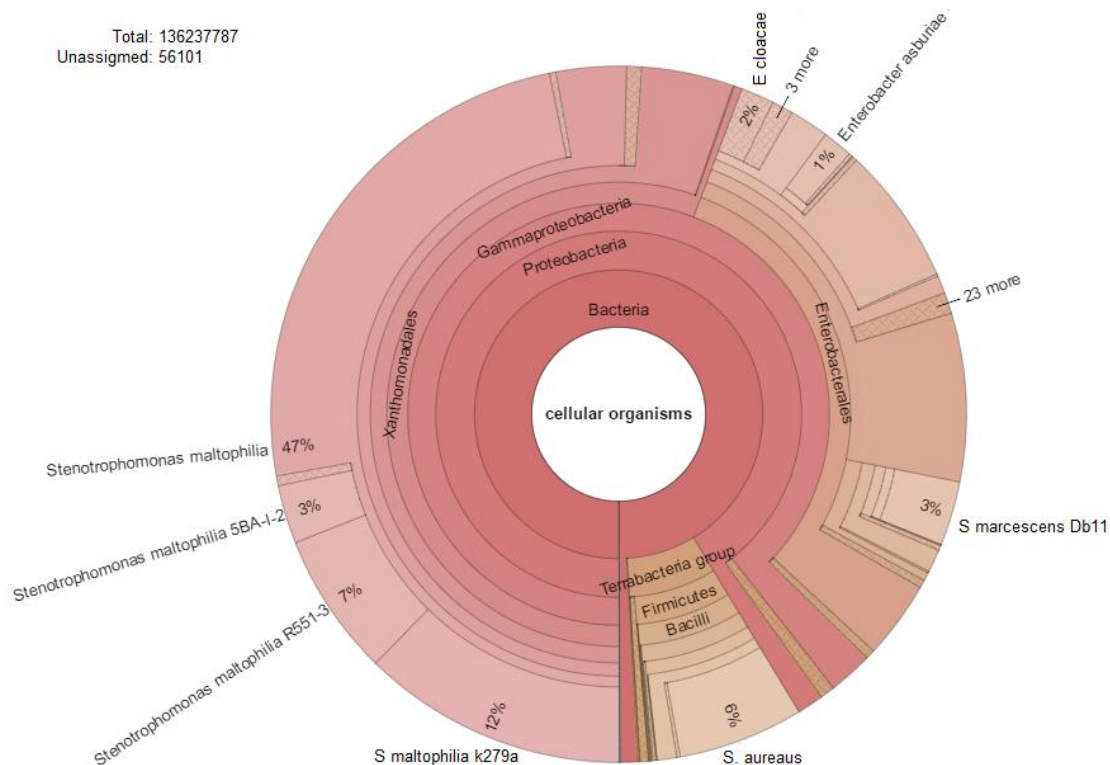 Total: 136237787
Unassigmed: 56101
E cloacae
3 more
Enterobacter asburiae
2%
1%
Gammaproteobacteria
Proteobacteria
Bacteria
23 more
Xanthomonadales
Enterobacterales
cellular organisms
47%
Stenotrophomonas maltophilia
3%
Stenotrophomonas maltophilia 5BA-I-2
3%
S marcescens Db11
7%
Stenotrophomonas maltophilia R551-3
Terrabacteria group
Firmicutes
Bacilli
12%
S maltophilia k279a
6%
S. aureaus